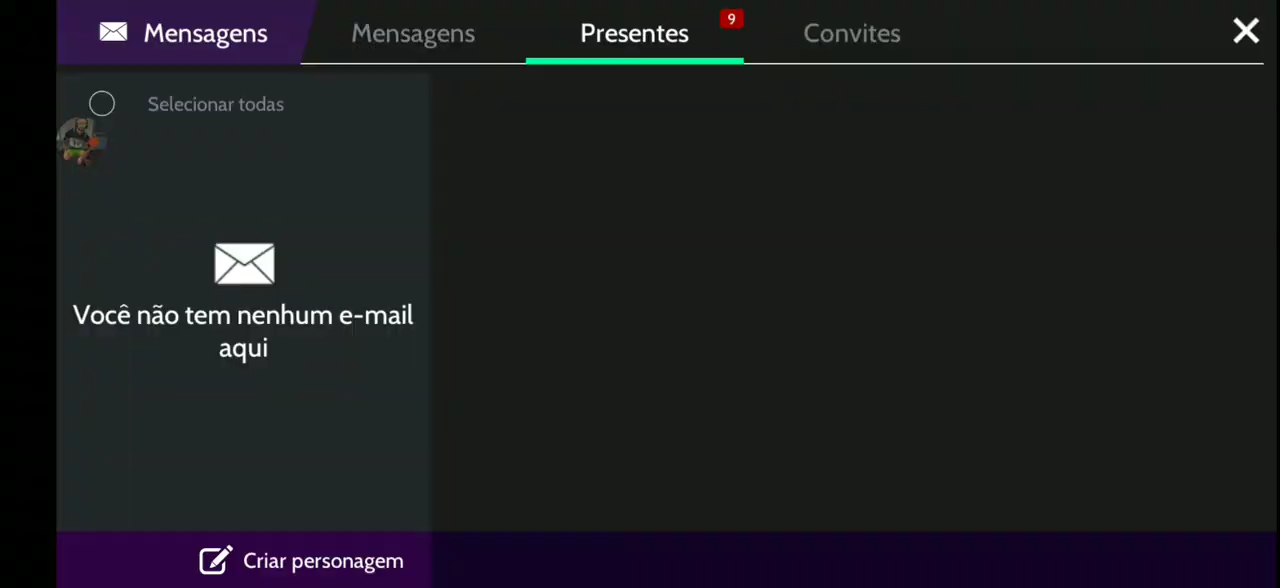 Mensagens
Mensagens
Presentes
9
Convites
Selecionar todas
Você não tem nenhum e-mail
aqui
Criar personagem